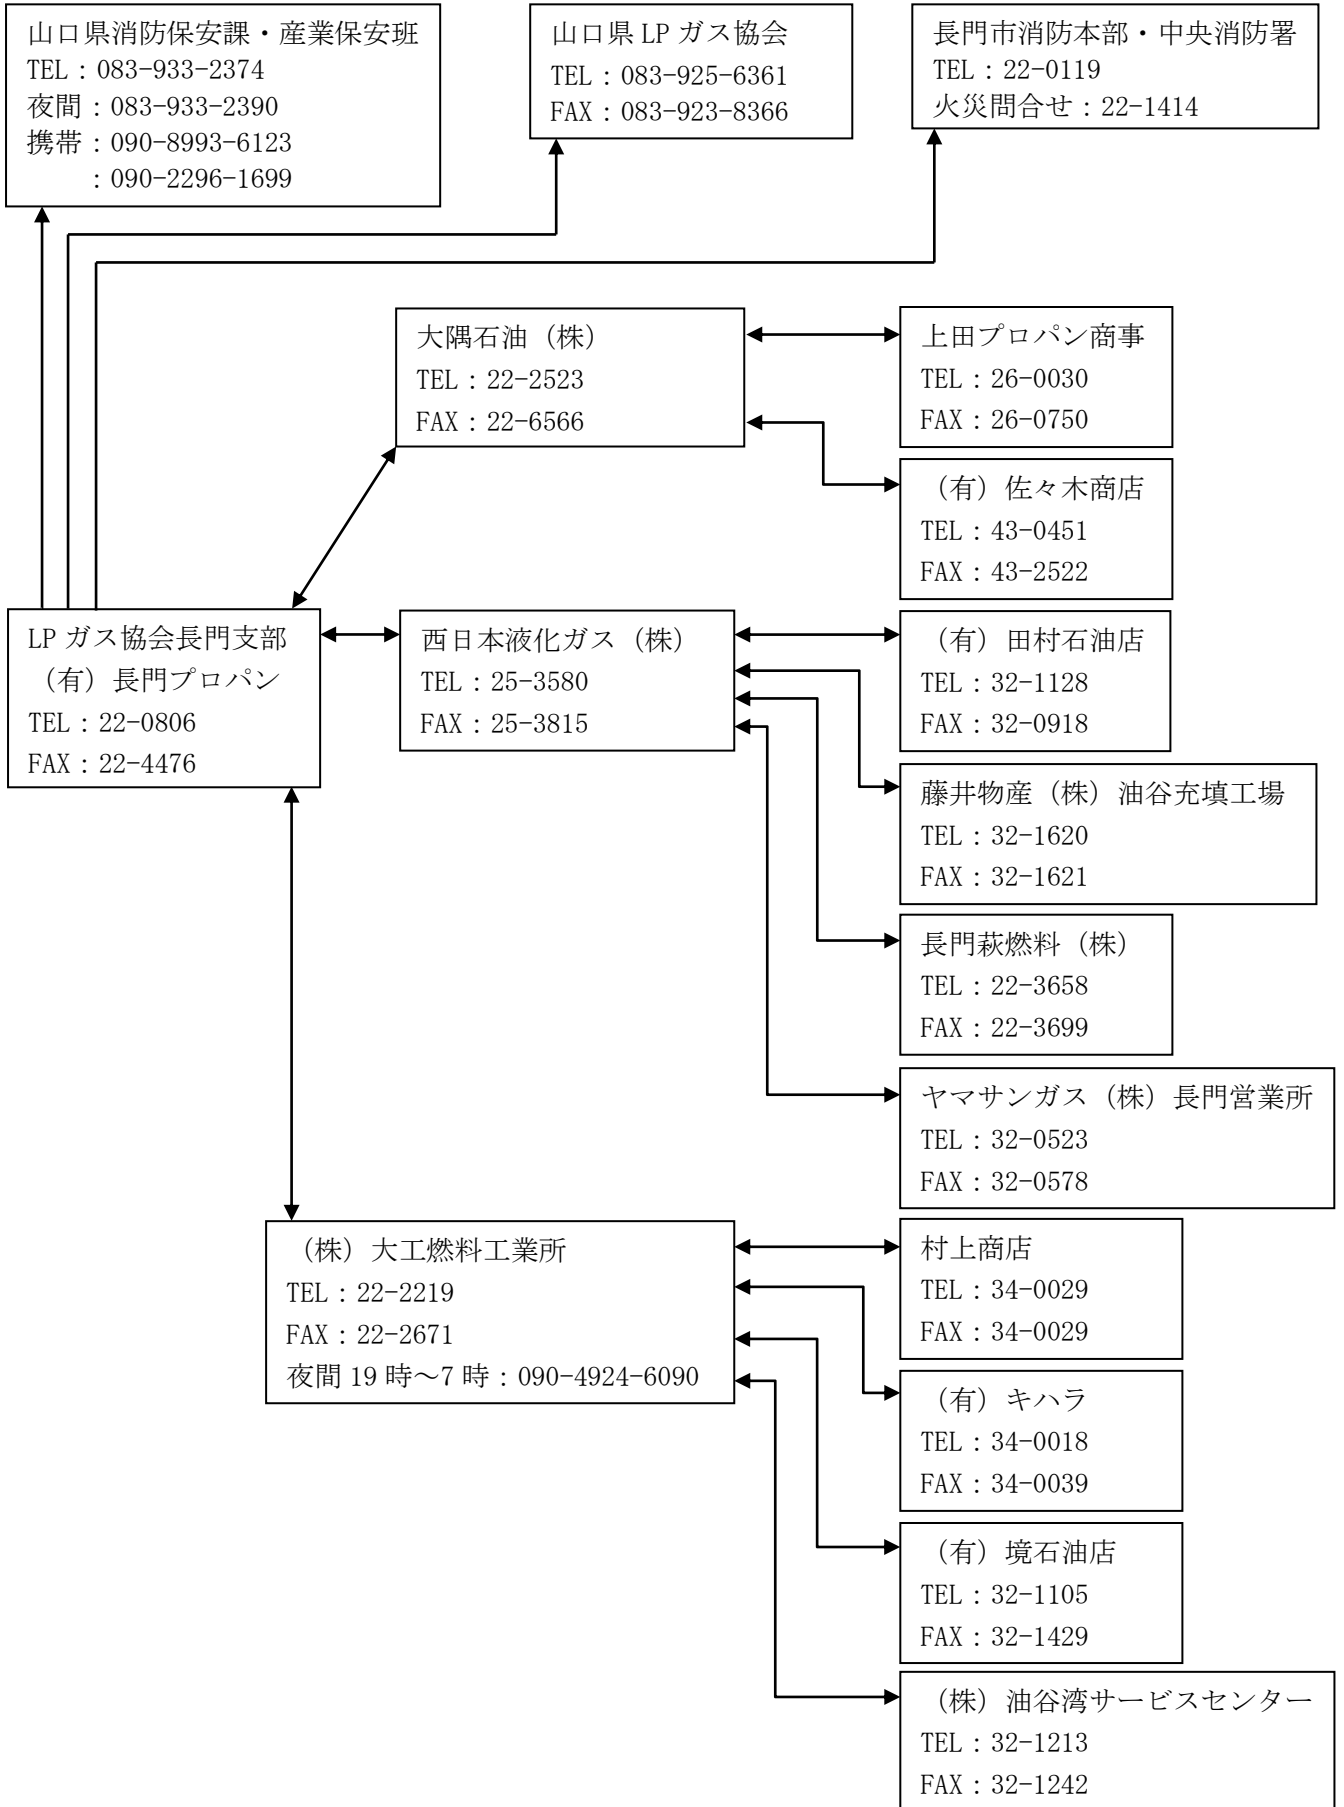 山口県消防保安課・産業保安班
TEL：083-933-2374
夜間：083-933-2390
携帯：090-8993-6123
：090-2296-1699
山口県 LP ガス協会
TEL：083-925-6361
FAX：083-923-8366
長門市消防本部・中央消防署
TEL：22-0119
火災問合せ：22-1414
大隅石油（株）
TEL：22-2523
FAX：22-6566
上田プロパン商事
TEL：26-0030
FAX：26-0750
（有）佐々木商店
TEL：43-0451
FAX：43-2522
LP ガス協会長門支部
（有）長門プロパン
TEL：22-0806
FAX：22-4476
西日本液化ガス（株）
TEL：25-3580
FAX：25-3815
（有）田村石油店
TEL：32-1128
FAX：32-0918
藤井物産（株）油谷充填工場
TEL：32-1620
FAX：32-1621
長門萩燃料（株）
TEL：22-3658
FAX：22-3699
ヤマサンガス（株）長門営業所
TEL：32-0523
FAX：32-0578
（株）大工燃料工業所
TEL：22-2219
FAX：22-2671
夜間 19 時～7 時：090-4924-6090
村上商店
TEL：34-0029
FAX：34-0029
（有）キハラ
TEL：34-0018
FAX：34-0039
（有）境石油店
TEL：32-1105
FAX：32-1429
（株）油谷湾サービスセンター
TEL：32-1213
FAX：32-1242